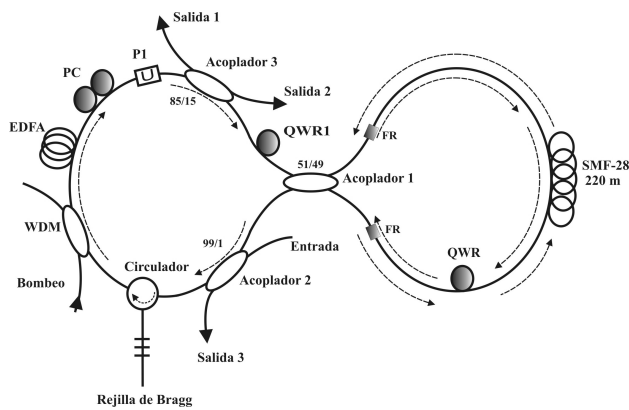 Salida 1
P1
Acoplador 3
PC
Salida 2
85/15
EDFA
QWR1
FR
51/49
SMF-28
220 m
Acoplador 1
WDM
99/1
Entrada
FR
Circulador
QWR
Acoplador 2
Bombeo
Salida 3
Rejilla de Bragg